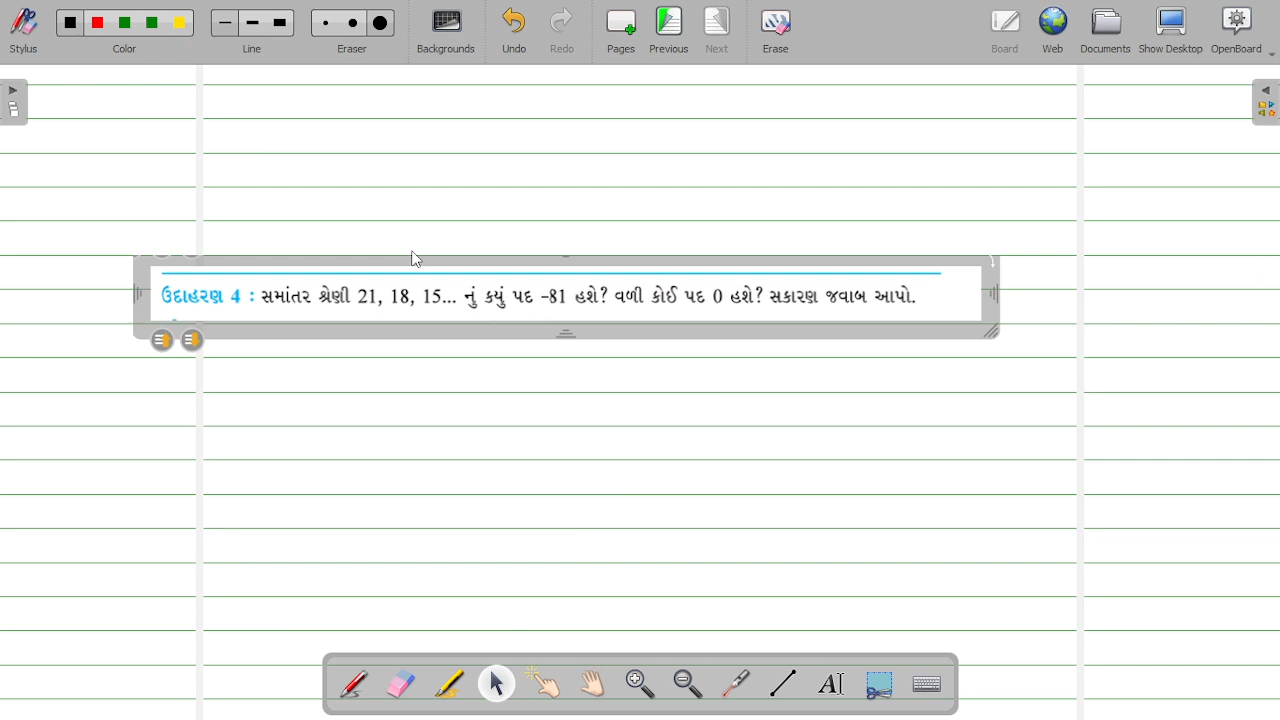 Stylus Color Line Eraser Backgrounds Undo Redo Pages Previous Next Erase Board Web Documents Show Desktop OpenBoard
ઉદાહરણ 4 : સમાંતર શ્રેણી 21, 18, 15... નું કયું પદ -81 હશે? વળી કોઈ પદ 0 હશે? સકારણ જવાબ આપો.
AI